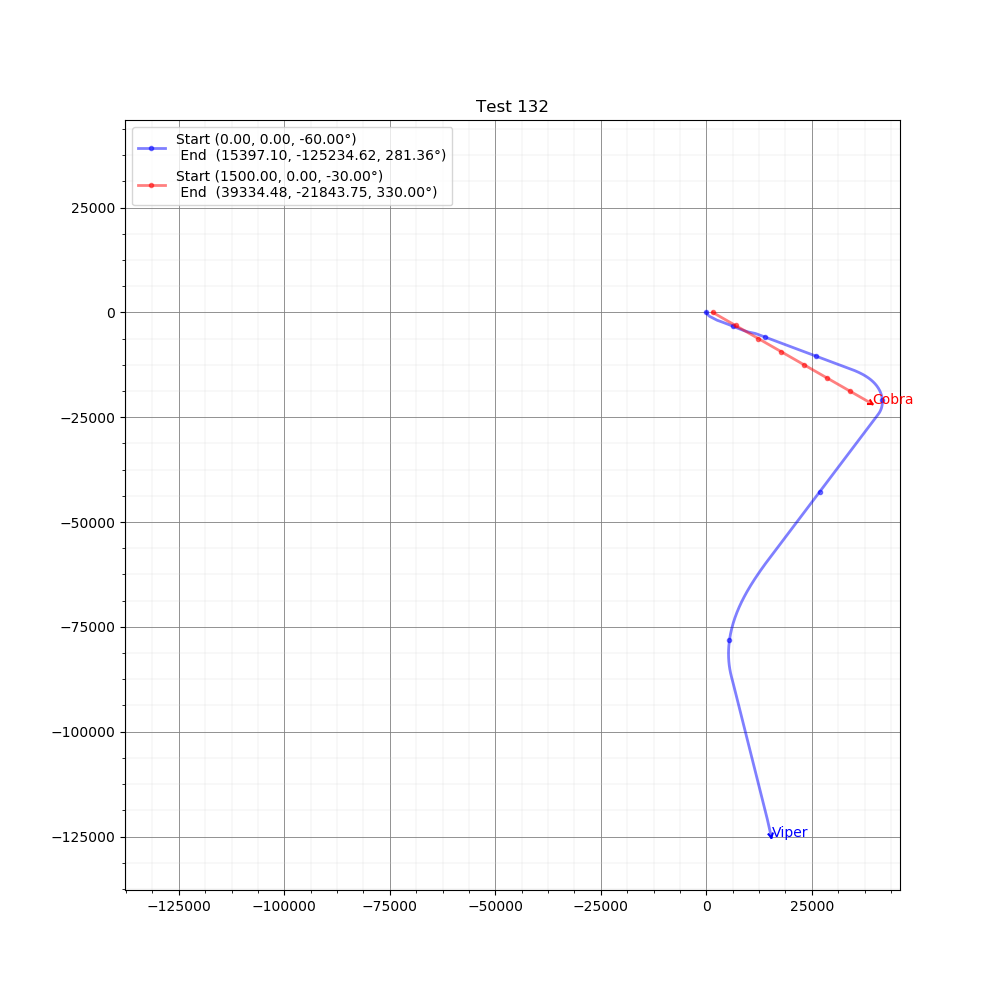 Test 132
Start (0.00, 0.00, -60.00°)
End  (15397.10, -125234.62, 281.36°)
Start (1500.00, 0.00, -30.00°)
End  (39334.48, -21843.75, 330.00°)
25000
0
−25000
−50000
−75000
−100000
−125000
Cobra
Viper
−125000
−100000
−75000
−50000
−25000
0
25000